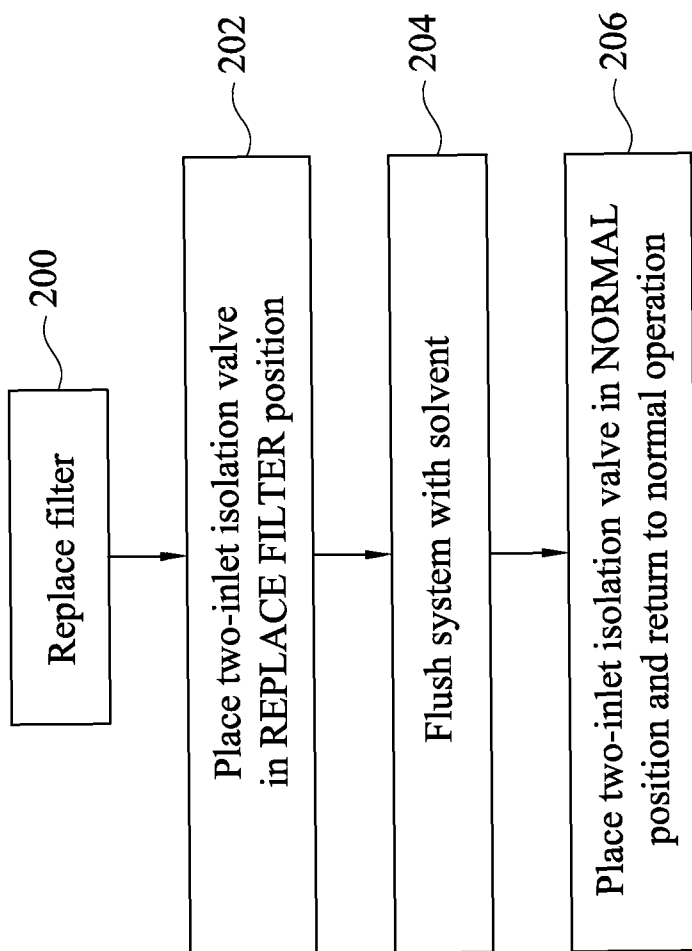 Replace filter
200
Place two-inlet isolation valve
in REPLACE FILTER position
202
Flush system with solvent
204
Place two-inlet isolation valve in NORMAL
position and return to normal operation
206